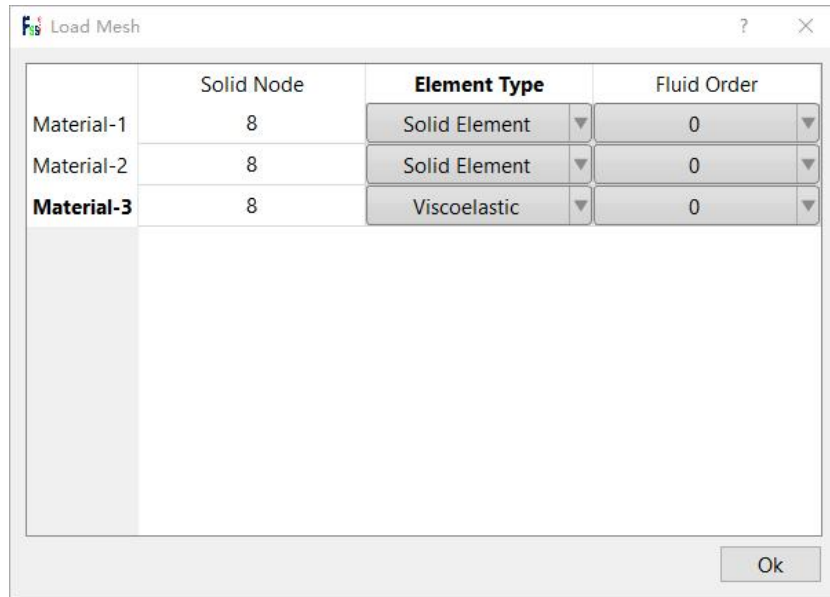 Fssi Load Mesh ?
Solid Node Element Type Fluid Order
Material-1 8 Solid Element 0
Material-2 8 Solid Element 0
Material-3 8 Viscoelastic 0
Ok